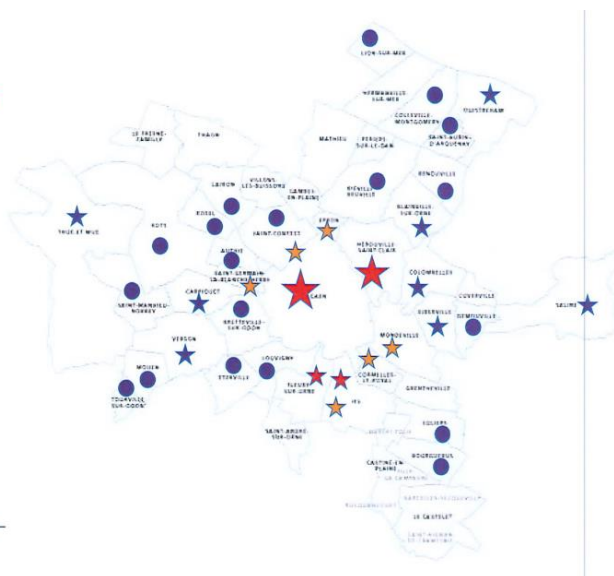 LION-SUR-MER
HERMANVILLE
SUR-MER
OUISTREHAM
COLLEVILLE-
MONTGOMERY
SAINT-AUBIN-
D'ARQUENAY
LE FRESNE-
CAMILLY
THAON
MATHIEU
PERIERS-
SUR-LE-DAN
BENOUVILLE
CAIRON
VILLONS-
LES-BUISSONS
CAMBES-
EN-PLAINE
BIEVILLE
BEUVILLE
BLAINVILLE-
SUR-ORNE
ROSEL
EPRON
THUE ET MUE
ROTS
SAINT-CONTEST
HEROUVILLE-
SAINT-CLAIR
AUTHIE
SAINT-GERMAIN-
LA-BLANCHE-HERBE
COLOMBELLES
CUVERVILLE
SAINT-MANVIEU-
NORREY
CARPIQUET
CAEN
SALINE
BRETTEVILLE-
SUR-ODON
GIBERVILLE
DEMOUVILLE
VERSON
MONDEVILLE
MOUEN
ETERVILLE
LOUVIGNY
CORMELLES-
LE-ROYAL
TOURVILLE-
SUR-ODON
FLEURY
SUR-ORNE
GRENTHEVILLE
IFS
SAINT-ANDRE-
SUR-ORNE
SOLIERS
BOURGUEBUS
CASTINE-EN-
PLAINE
LE CASTELET